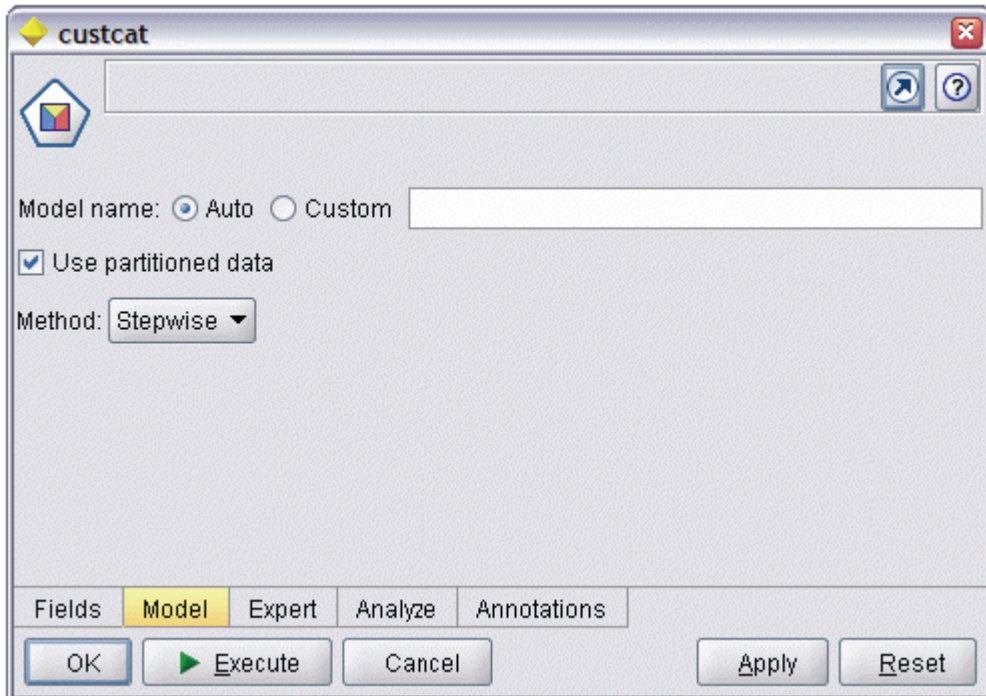 custcat
Model name: Auto Custom
Use partitioned data
Method: Stepwise
Fields Model Expert Analyze Annotations
OK Execute Cancel Apply Reset